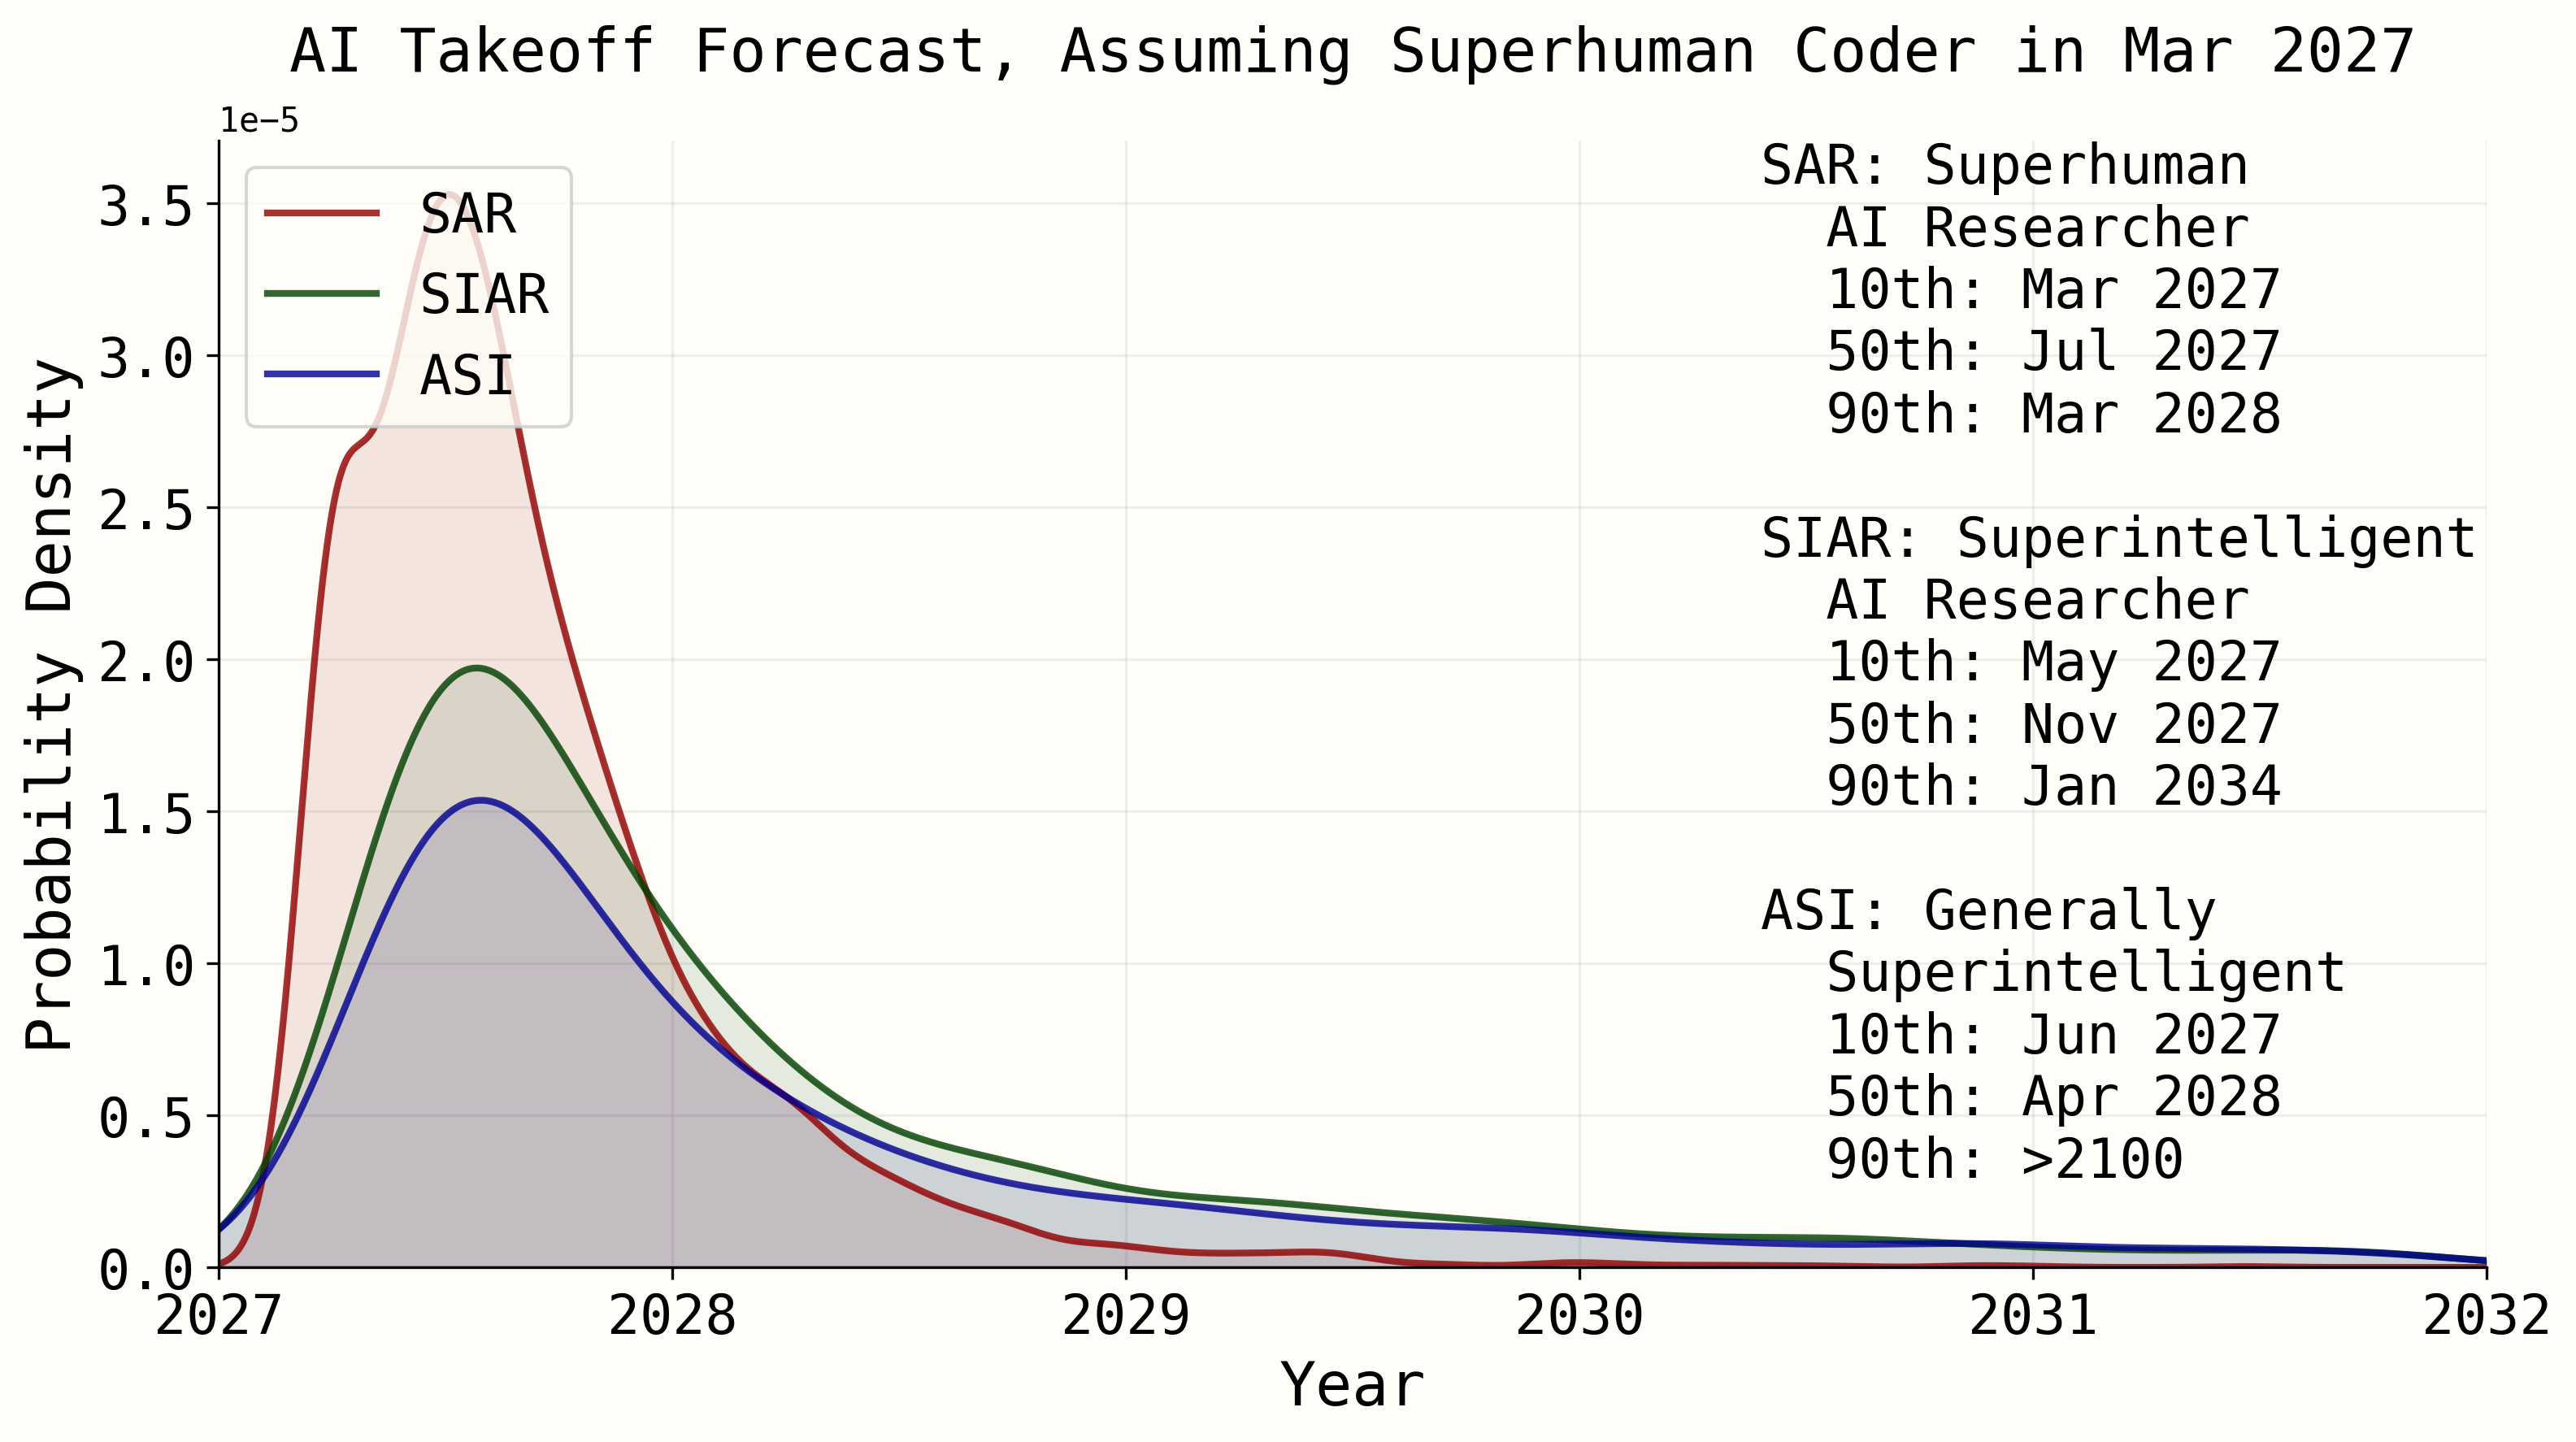 AI Takeoff Forecast, Assuming Superhuman Coder in Mar 2027
1e−5
3.5
3.0
2.5
2.0
1.5
1.0
0.5
0.0
Probability Density
SAR
SIAR
ASI
SAR: Superhuman
AI Researcher
10th: Mar 2027
50th: Jul 2027
90th: Mar 2028
SIAR: Superintelligent
AI Researcher
10th: May 2027
50th: Nov 2027
90th: Jan 2034
ASI: Generally
Superintelligent
10th: Jun 2027
50th: Apr 2028
90th: >2100
2027 2028 2029 2030 2031 2032
Year